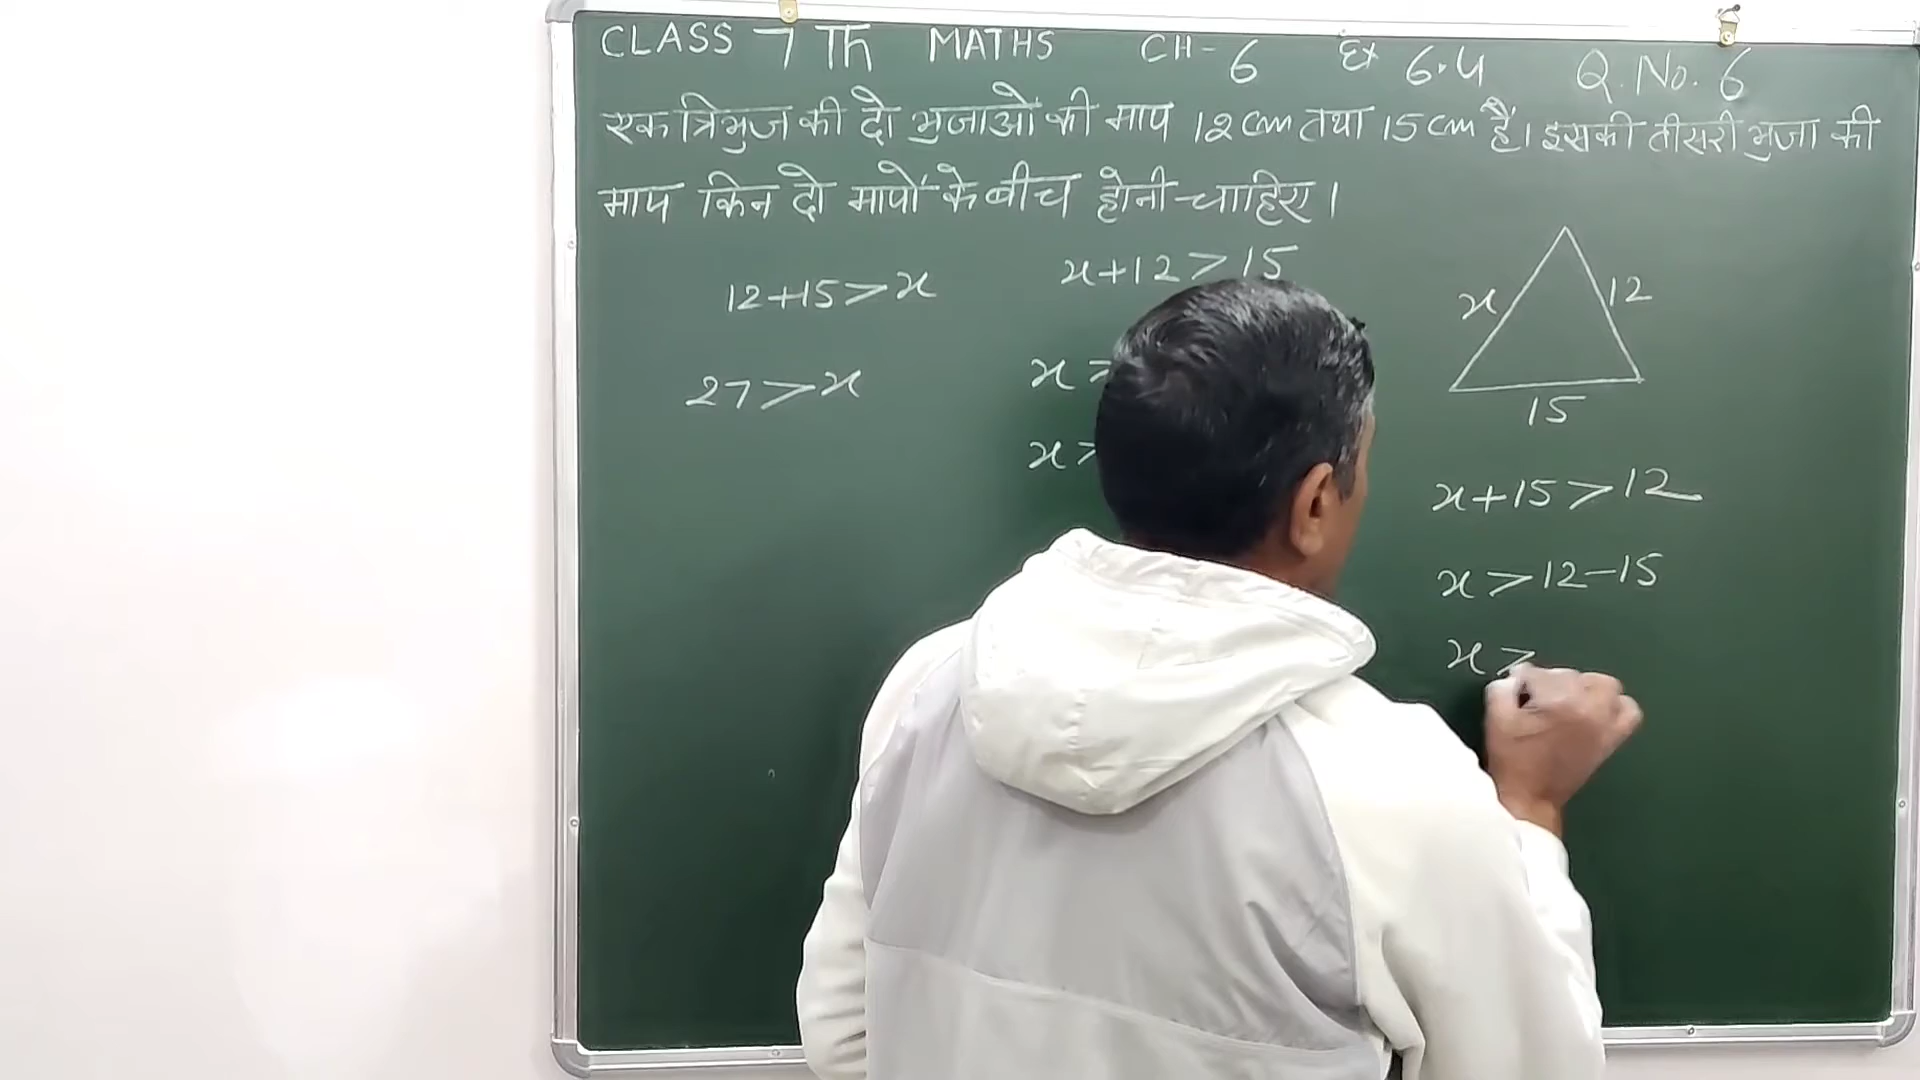 CLASS 7 Th MATHS CH-6 Ex 6.4 Q.No. 6
एक त्रिभुज की दो भुजाओं की माप 12 cm तथा 15 cm हैं। इसकी तीसरी भुजा की
माप किन दो मापों के बीच होनी चाहिए।
12+15>x
27>x
x+12>15
x>
x>
x
12
15
x+15>12
x>12-15
x>